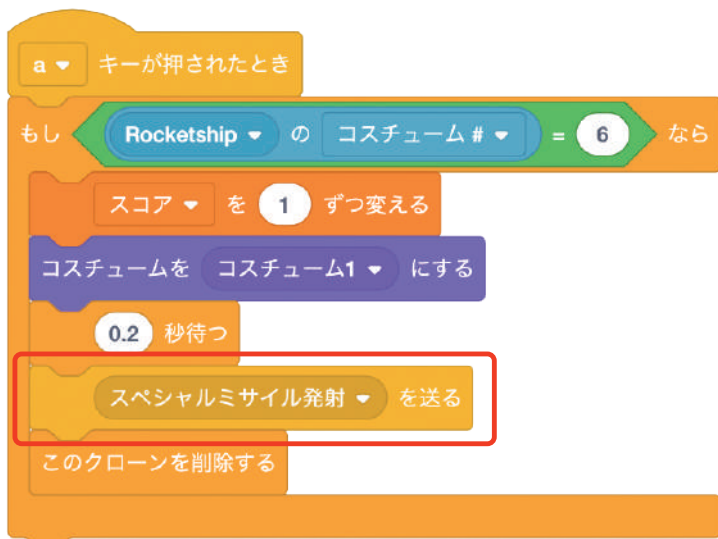 a キーが押されたとき
もし Rocketship の コスチューム # = 6 なら
スコア を 1 ずつ変える
コスチュームを コスチューム1 にする
0.2 秒待つ
スペシャルミサイル発射 を送る
このクローンを削除する